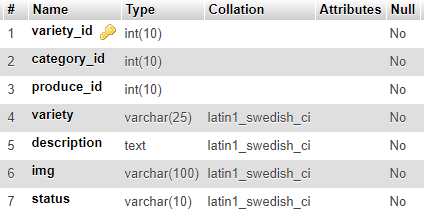 # Name Type Collation Attributes Null
1 variety_id int(10) No
2 category_id int(10) No
3 produce_id int(10) No
4 variety varchar(25) latin1_swedish_ci No
5 description text latin1_swedish_ci No
6 img varchar(100) latin1_swedish_ci No
7 status varchar(10) latin1_swedish_ci No